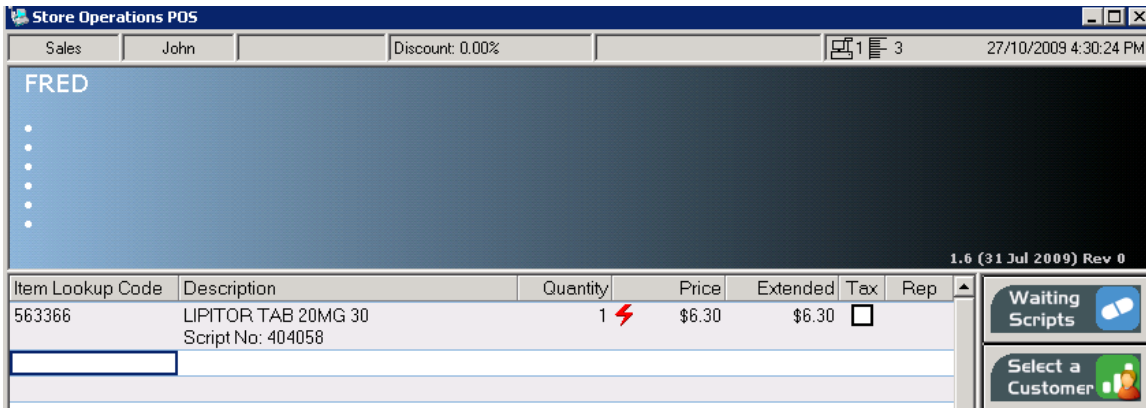 Store Operations POS
Sales John Discount: 0.00% 1 3 27/10/2009 4:30:24 PM
FRED
1.6 (31 Jul 2009) Rev 0
Item Lookup Code Description Quantity Price Extended Tax Rep
563366 LIPITOR TAB 20MG 30 1 $6.30 $6.30
Script No: 404058
Waiting
Scripts
Select a
Customer